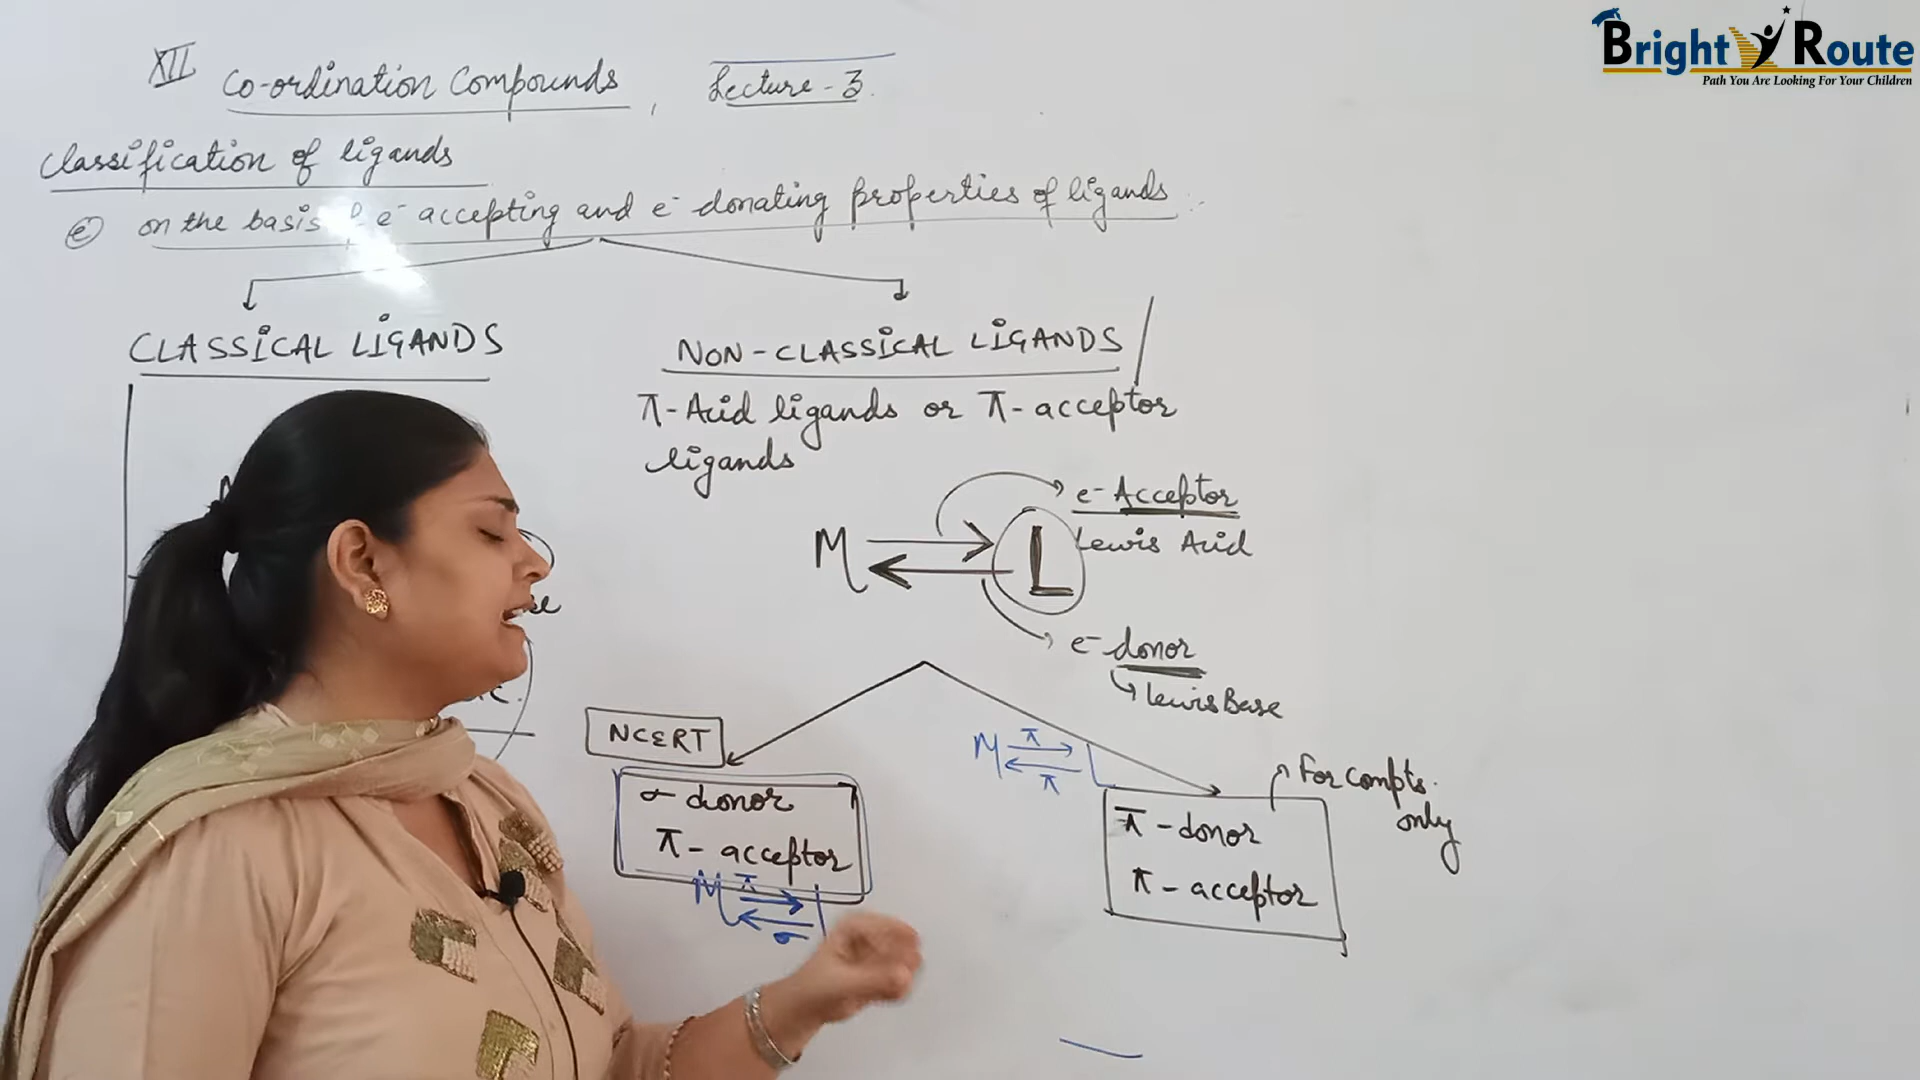 XII Co-ordination Compounds, Lecture-3.
Bright Route
Path You Are Looking For Your Children
Classification of ligands
(e) on the basis e⁻ accepting and e⁻ donating properties of ligands.
CLASSICAL LIGANDS
NON-CLASSICAL LIGANDS
π-Acid ligands or π-acceptor
ligands
e⁻ Acceptor
M L Lewis Acid
e⁻ donor
Lewis Base
NCERT
σ donor
π-acceptor
M π L
σ
M π L
π
For Compts.
only
π-donor
π-acceptor